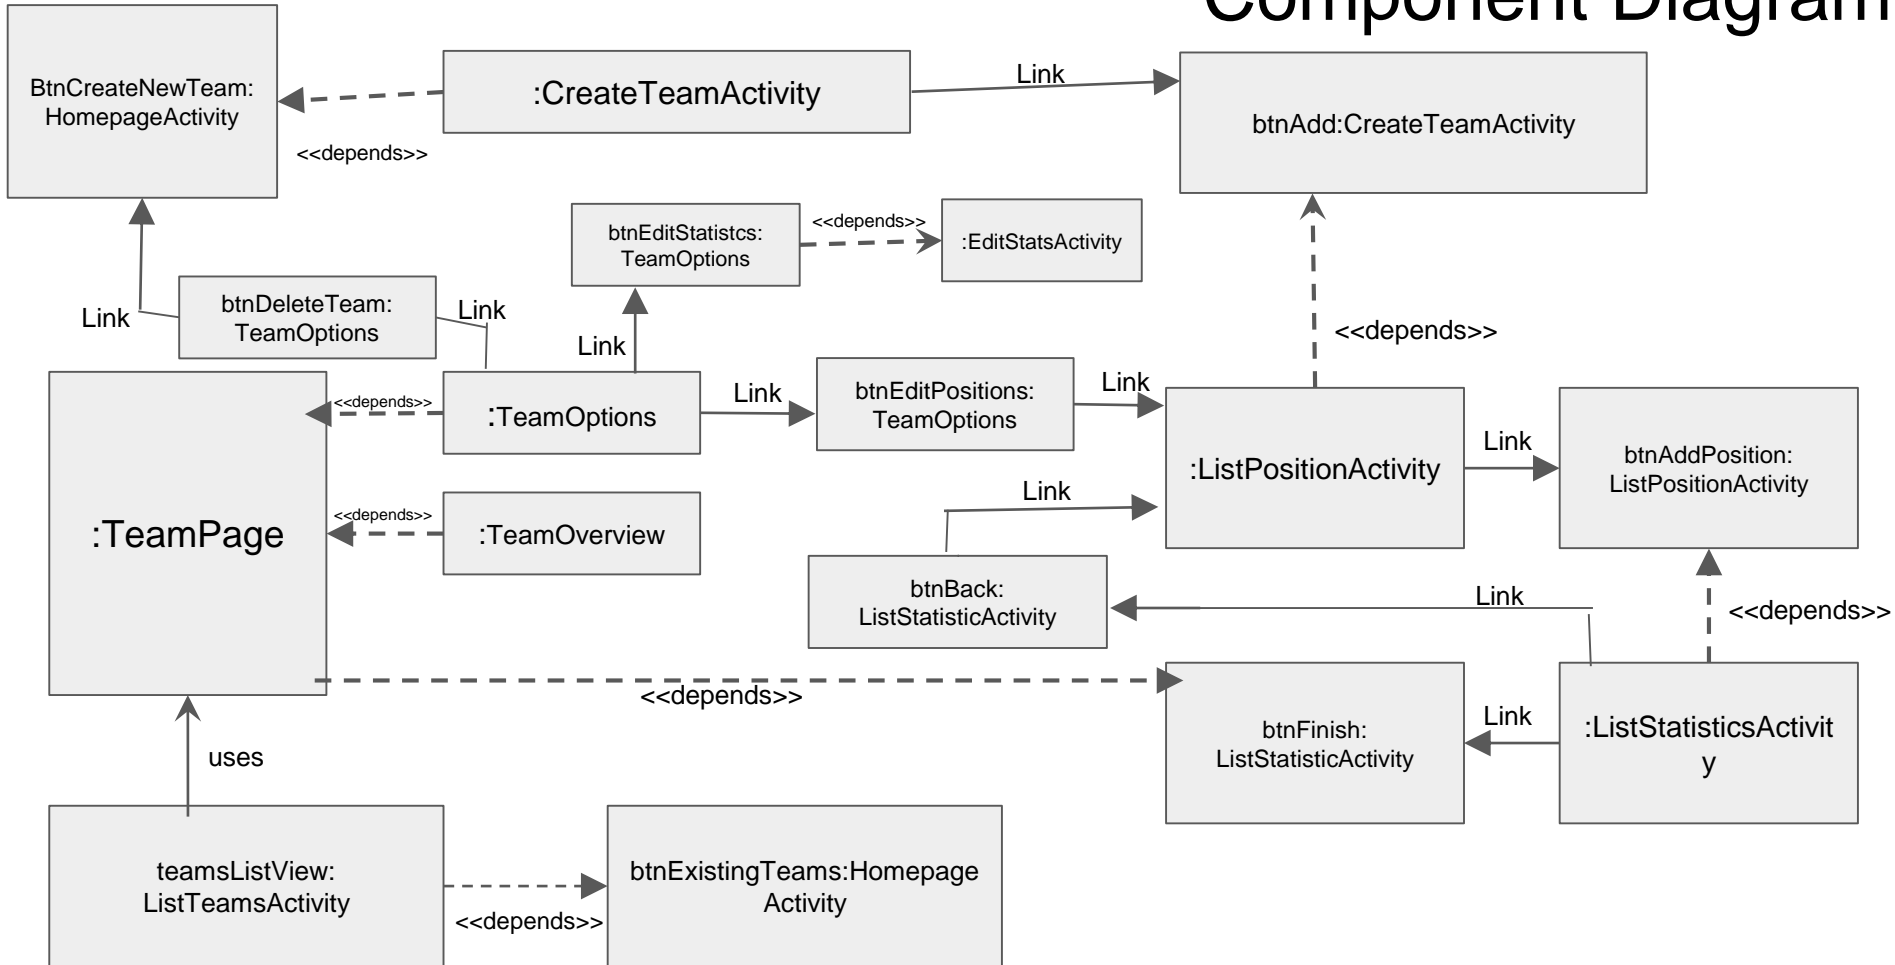 Component Diagram
BtnCreateNewTeam:
HomepageActivity
:CreateTeamActivity
Link
btnAdd:CreateTeamActivity
<<depends>>
btnEditStatistcs:
TeamOptions
<<depends>>
:EditStatsActivity
Link
btnDeleteTeam:
TeamOptions
Link
Link
<<depends>>
:TeamPage
<<depends>>
:TeamOptions
Link
btnEditPositions:
TeamOptions
Link
:ListPositionActivity
Link
btnAddPosition:
ListPositionActivity
<<depends>>
:TeamOverview
Link
btnBack:
ListStatisticActivity
Link
<<depends>>
<<depends>>
btnFinish:
ListStatisticActivity
Link
:ListStatisticsActivit
y
uses
teamsListView:
ListTeamsActivity
<<depends>>
btnExistingTeams:Homepage
Activity